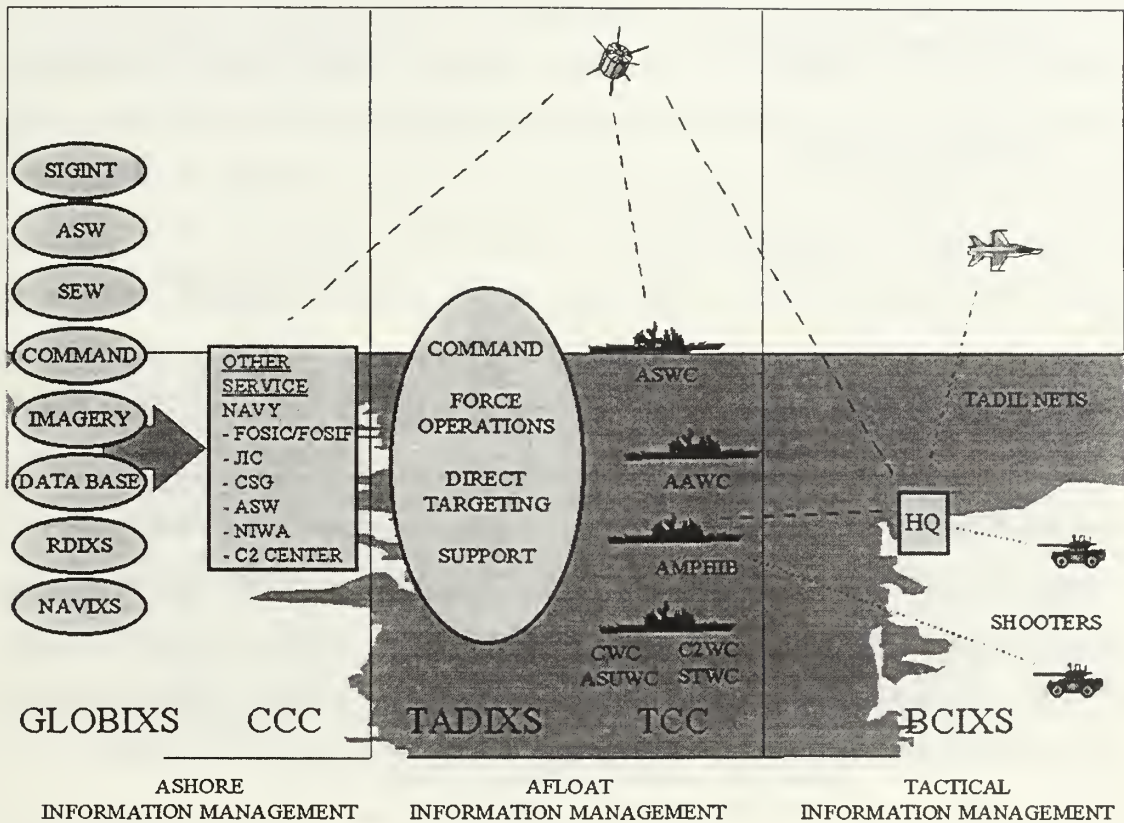 SIGINT
ASW
SEW
COMMAND
IMAGERY
DATA BASE
RDIXS
NAVIXS
OTHER
SERVICE
NAVY
- FOSIC/FOSIF
- JIC
- CSG
- ASW
- NIWA
- C2 CENTER
COMMAND
FORCE
OPERATIONS
DIRECT
TARGETING
SUPPORT
ASWC
AAWC
AMPHIB
CWC C2WC
ASUWC STWC
TADIL NETS
HQ
SHOOTERS
GLOBIXS CCC TADIXS TCC BCIXS
ASHORE
INFORMATION MANAGEMENT
AFLOAT
INFORMATION MANAGEMENT
TACTICAL
INFORMATION MANAGEMENT